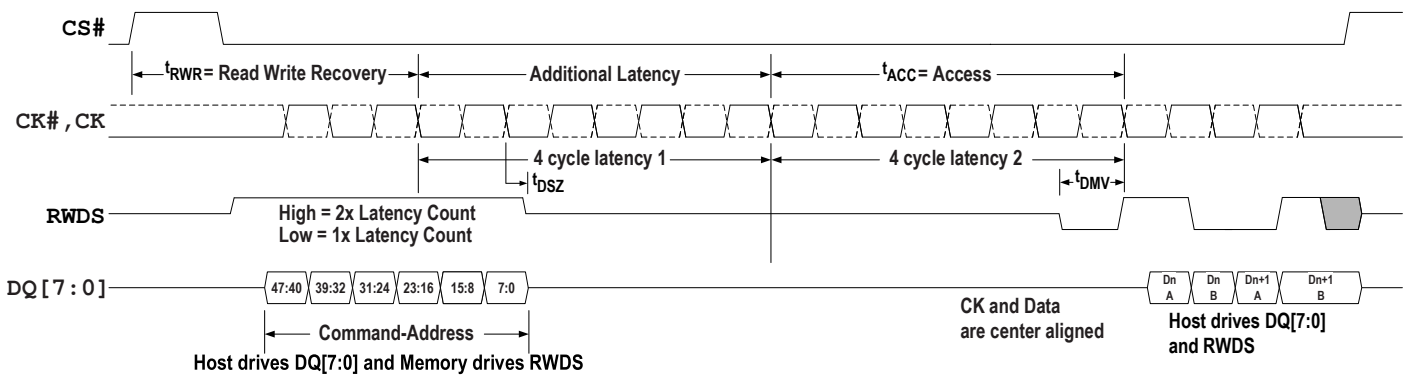 CS#
tRWR= Read Write Recovery
Additional Latency
tACC= Access
CK#,CK
4 cycle latency 1
4 cycle latency 2
tDSZ
tDMV
RWDS
High = 2x Latency Count
Low = 1x Latency Count
DQ[7:0]
47:40 39:32 31:24 23:16 15:8 7:0
Dn A
Dn B
Dn+1 A
Dn+1 B
CK and Data
are center aligned
Command-Address
Host drives DQ[7:0] and Memory drives RWDS
Host drives DQ[7:0]
and RWDS